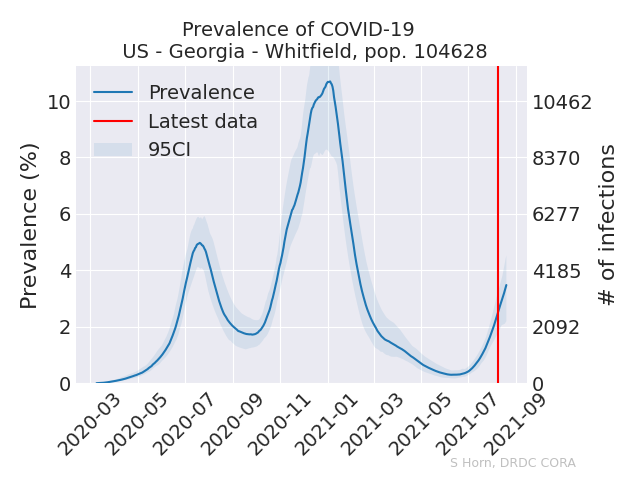 Prevalence of COVID-19
US - Georgia - Whitfield, pop. 104628
Prevalence
Latest data
95CI
Prevalence (%)
10
8
6
4
2
0
10462
8370
6277
4185
2092
0
# of infections
2020-03
2020-05
2020-07
2020-09
2020-11
2021-01
2021-03
2021-05
2021-07
2021-09
S Horn, DRDC CORA